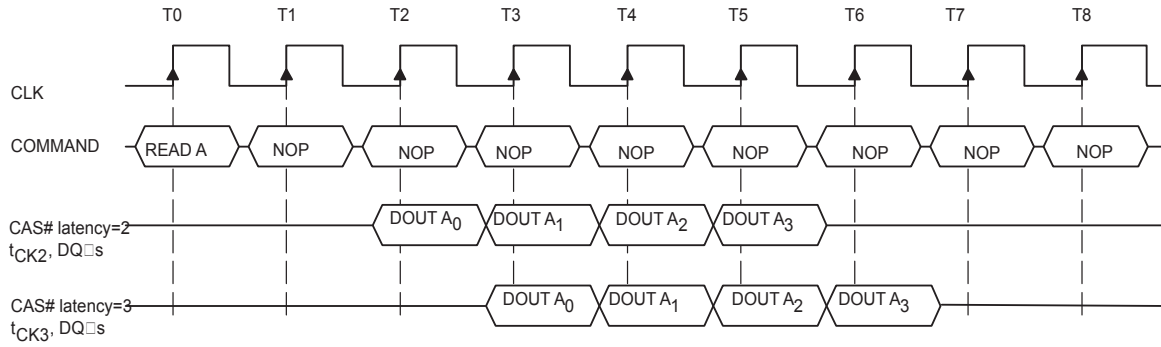 T0 T1 T2 T3 T4 T5 T6 T7 T8
CLK
COMMAND READ A NOP NOP NOP NOP NOP NOP NOP NOP
CAS# latency=2 DOUT A0 DOUT A1 DOUT A2 DOUT A3
tCK2, DQ□s
CAS# latency=3 DOUT A0 DOUT A1 DOUT A2 DOUT A3
tCK3, DQ□s